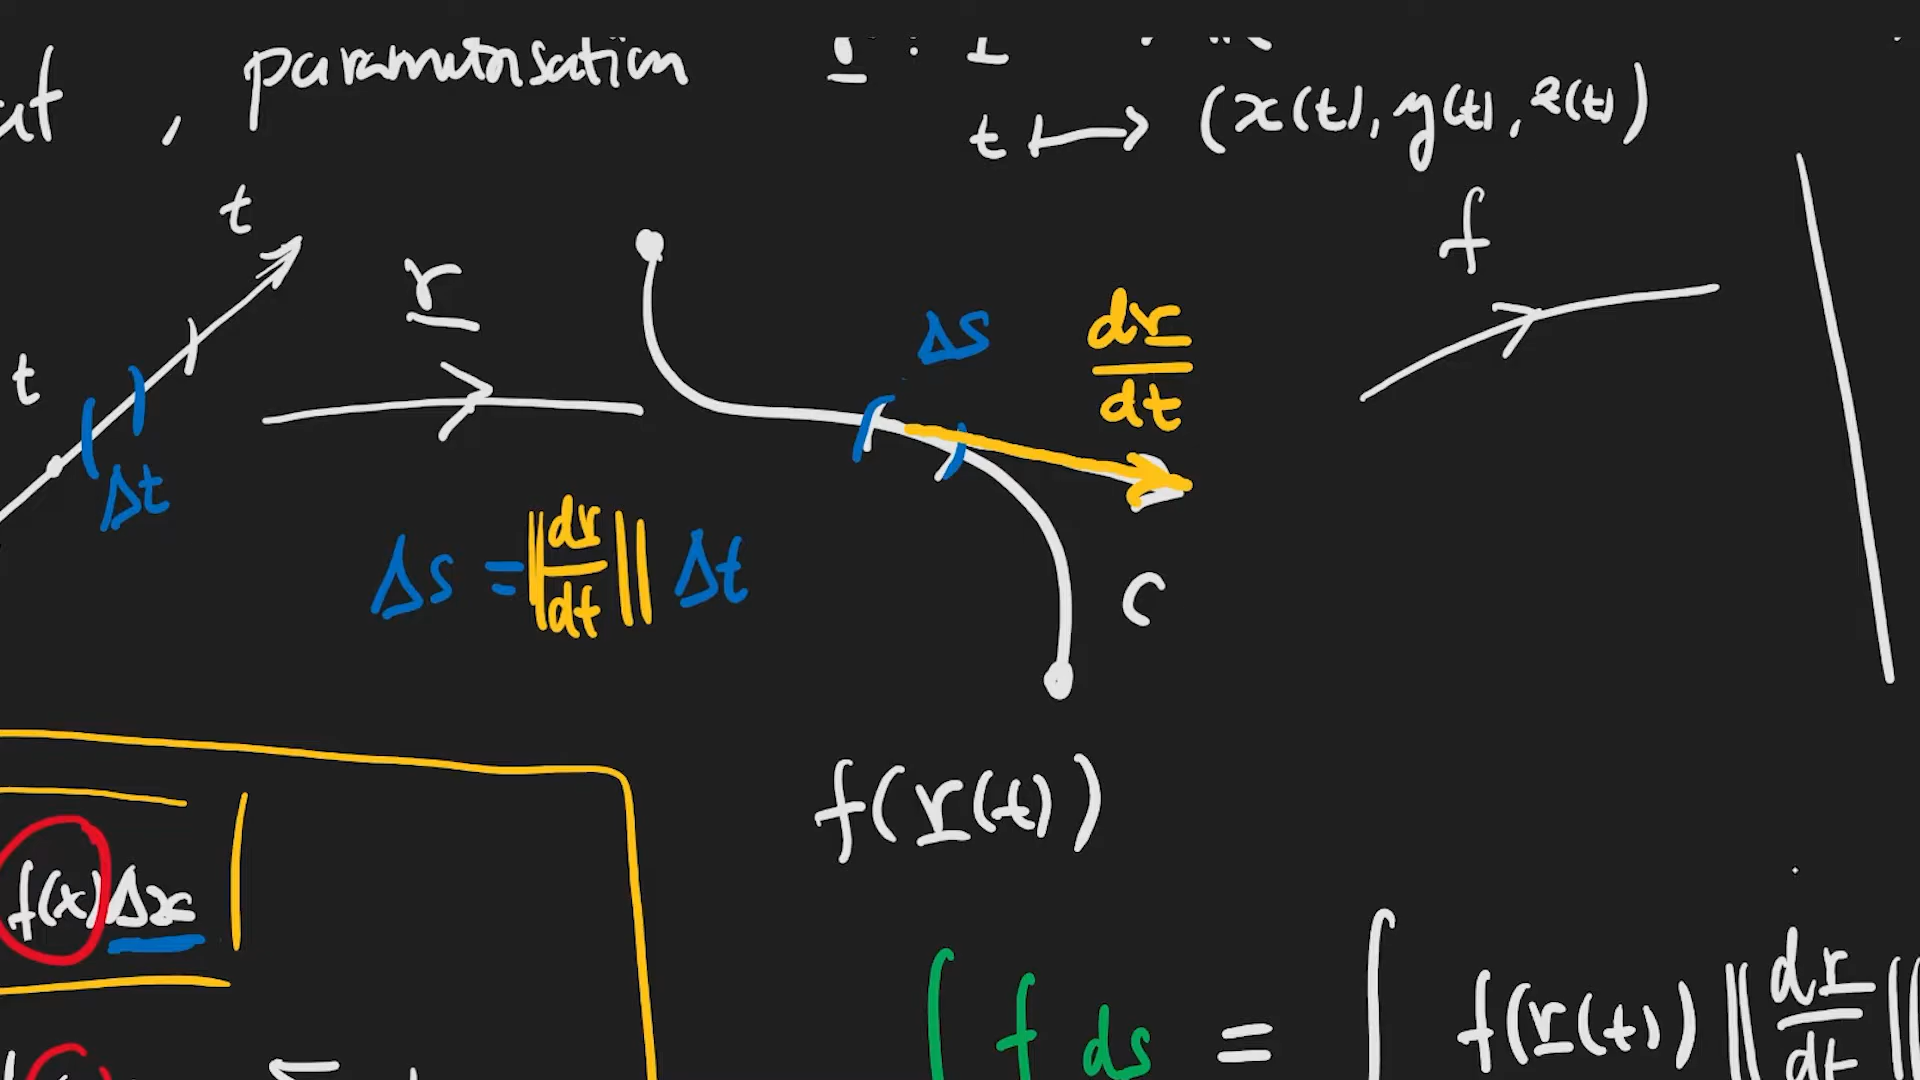 parametrisation r : I → R
t ⟼ (x(t), y(t), z(t))
t
r
f
t
Δs
dr/dt
Δt
Δs = ‖dr/dt‖ Δt
C
f(r(t))
f(x)Δx
∫ f ds = ∫ f(r(t)) ‖dr/dt‖